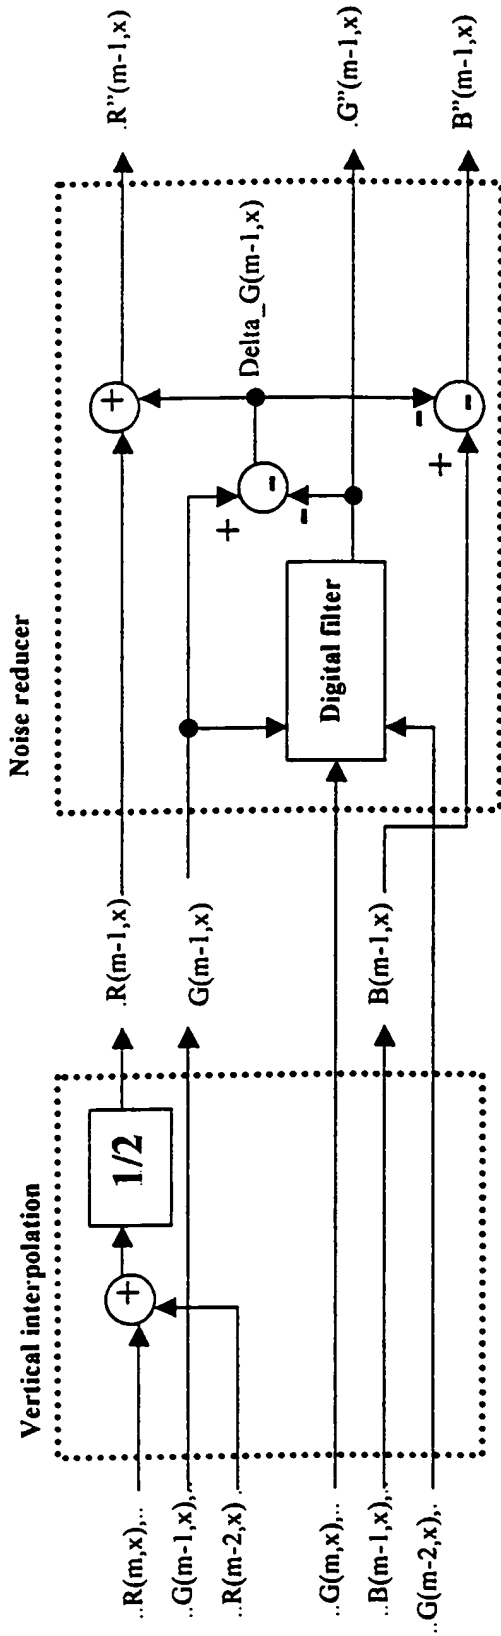 Vertical interpolation
Noise reducer
..R(m,x),..
..G(m-1,x),.
..R(m-2,x)..
..G(m,x),..
..B(m-1,x),.
..G(m-2,x),.
+
1/2
.R(m-1,x)
G(m-1,x)
B(m-1,x)
Digital filter
+
-
-
Delta_G(m-1,x)
+
+
-
-
.R”(m-1,x)
.G”(m-1,x)
B”(m-1,x)